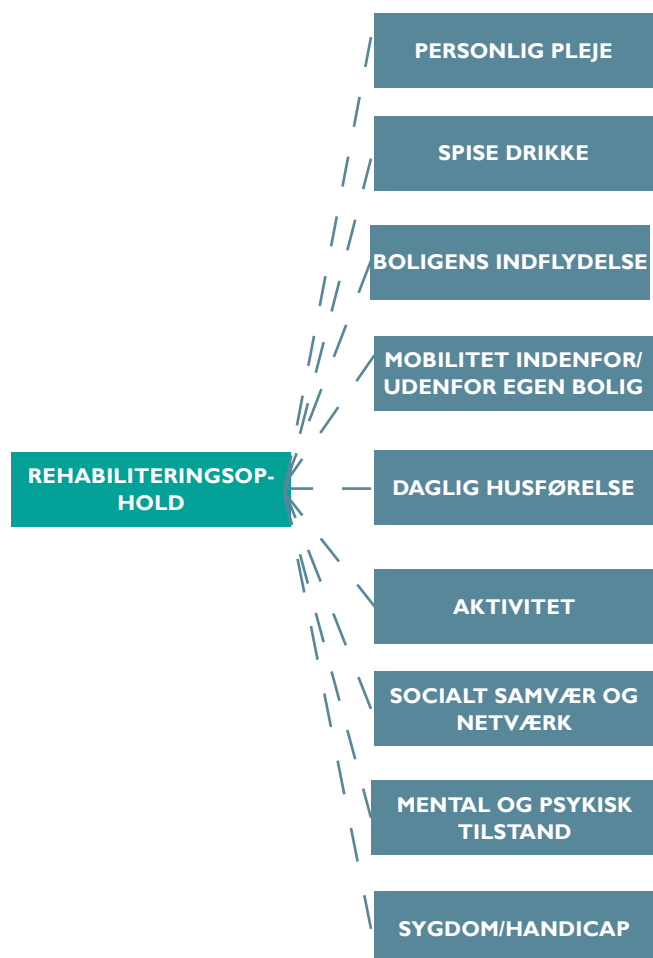 PERSONLIG PLEJE
SPISE DRIKKE
BOLIGENS INDFLYDELSE
MOBILITET INDENFOR/
UDENFOR EGEN BOLIG
REHABILITERINGSOP-
HOLD
DAGLIG HUSFØRELSE
AKTIVITET
SOCIALT SAMVÆR OG
NETVÆRK
MENTAL OG PSYKISK
TILSTAND
SYGDOM/HANDICAP